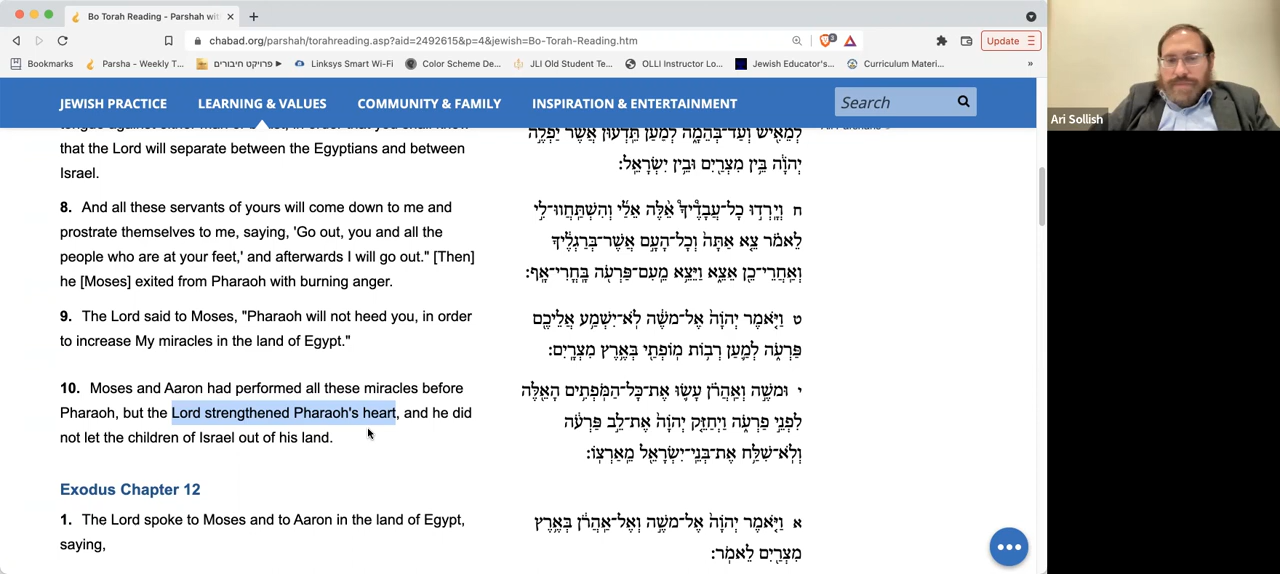 Bo Torah Reading - Parshah wit
chabad.org/parshah/torahreading.asp?aid=2492615&p=4&jewish=Bo-Torah-Reading.htm
3
Update
Bookmarks
Parsha - Weekly T...
פרויקט חיבורים
Linksys Smart Wi-Fi
Color Scheme De...
JLI Old Student Te...
OLLI Instructor Lo...
Jewish Educator's...
Curriculum Materi...
»
JEWISH PRACTICE
LEARNING & VALUES
COMMUNITY & FAMILY
INSPIRATION & ENTERTAINMENT
Search
that the Lord will separate between the Egyptians and between
Israel.
8. And all these servants of yours will come down to me and
prostrate themselves to me, saying, 'Go out, you and all the
people who are at your feet,' and afterwards I will go out." [Then]
he [Moses] exited from Pharaoh with burning anger.
9. The Lord said to Moses, "Pharaoh will not heed you, in order
to increase My miracles in the land of Egypt."
10. Moses and Aaron had performed all these miracles before
Pharaoh, but the Lord strengthened Pharaoh's heart, and he did
not let the children of Israel out of his land.
Exodus Chapter 12
1. The Lord spoke to Moses and to Aaron in the land of Egypt,
saying,
לְמֵאִ֖ישׁ וְעַד־בְּהֵמָ֑ה לְמַ֙עַן֙ תֵּֽדְע֔וּן אֲשֶׁר֙ יַפְלֶ֣ה
יְהֹוָ֔ה בֵּ֥ין מִצְרַ֖יִם וּבֵ֥ין יִשְׂרָאֵֽל:
ח וְיָֽרְד֣וּ כָל־עֲבָדֶ֩יךָ֩ אֵ֨לֶּה אֵלַ֜י וְהִשְׁתַּֽחֲווּ־לִ֣י
לֵאמֹ֗ר צֵ֤א אַתָּה֙ וְכָל־הָעָ֣ם אֲשֶׁר־בְּרַגְלֶ֔יךָ
וְאַֽחֲרֵי־כֵ֖ן אֵצֵ֑א וַיֵּצֵ֥א מֵֽעִם־פַּרְעֹ֖ה בָּֽחֳרִי־אָֽף:
ט וַיֹּ֤אמֶר יְהֹוָה֙ אֶל־משֶׁ֔ה לֹֽא־יִשְׁמַ֥ע אֲלֵיכֶ֖ם
פַּרְעֹ֑ה לְמַ֛עַן רְב֥וֹת מֽוֹפְתַ֖י בְּאֶ֥רֶץ מִצְרָֽיִם:
י וּמשֶׁ֣ה וְאַֽהֲרֹ֗ן עָשׂ֛וּ אֶת־כָּל־הַמֹּֽפְתִ֥ים הָאֵ֖לֶּה
לִפְנֵ֣י פַרְעֹ֑ה וַיְחַזֵּ֤ק יְהֹוָה֙ אֶת־לֵ֣ב פַּרְעֹ֔ה
וְלֹֽא־שִׁלַּ֥ח אֶת־בְּנֵֽי־יִשְׂרָאֵ֖ל מֵֽאַרְצֽוֹ:
א וַיֹּ֤אמֶר יְהֹוָה֙ אֶל־משֶׁ֣ה וְאֶל־אַֽהֲרֹ֔ן בְּאֶ֥רֶץ
מִצְרַ֖יִם לֵאמֹֽר:
Ari Sollish